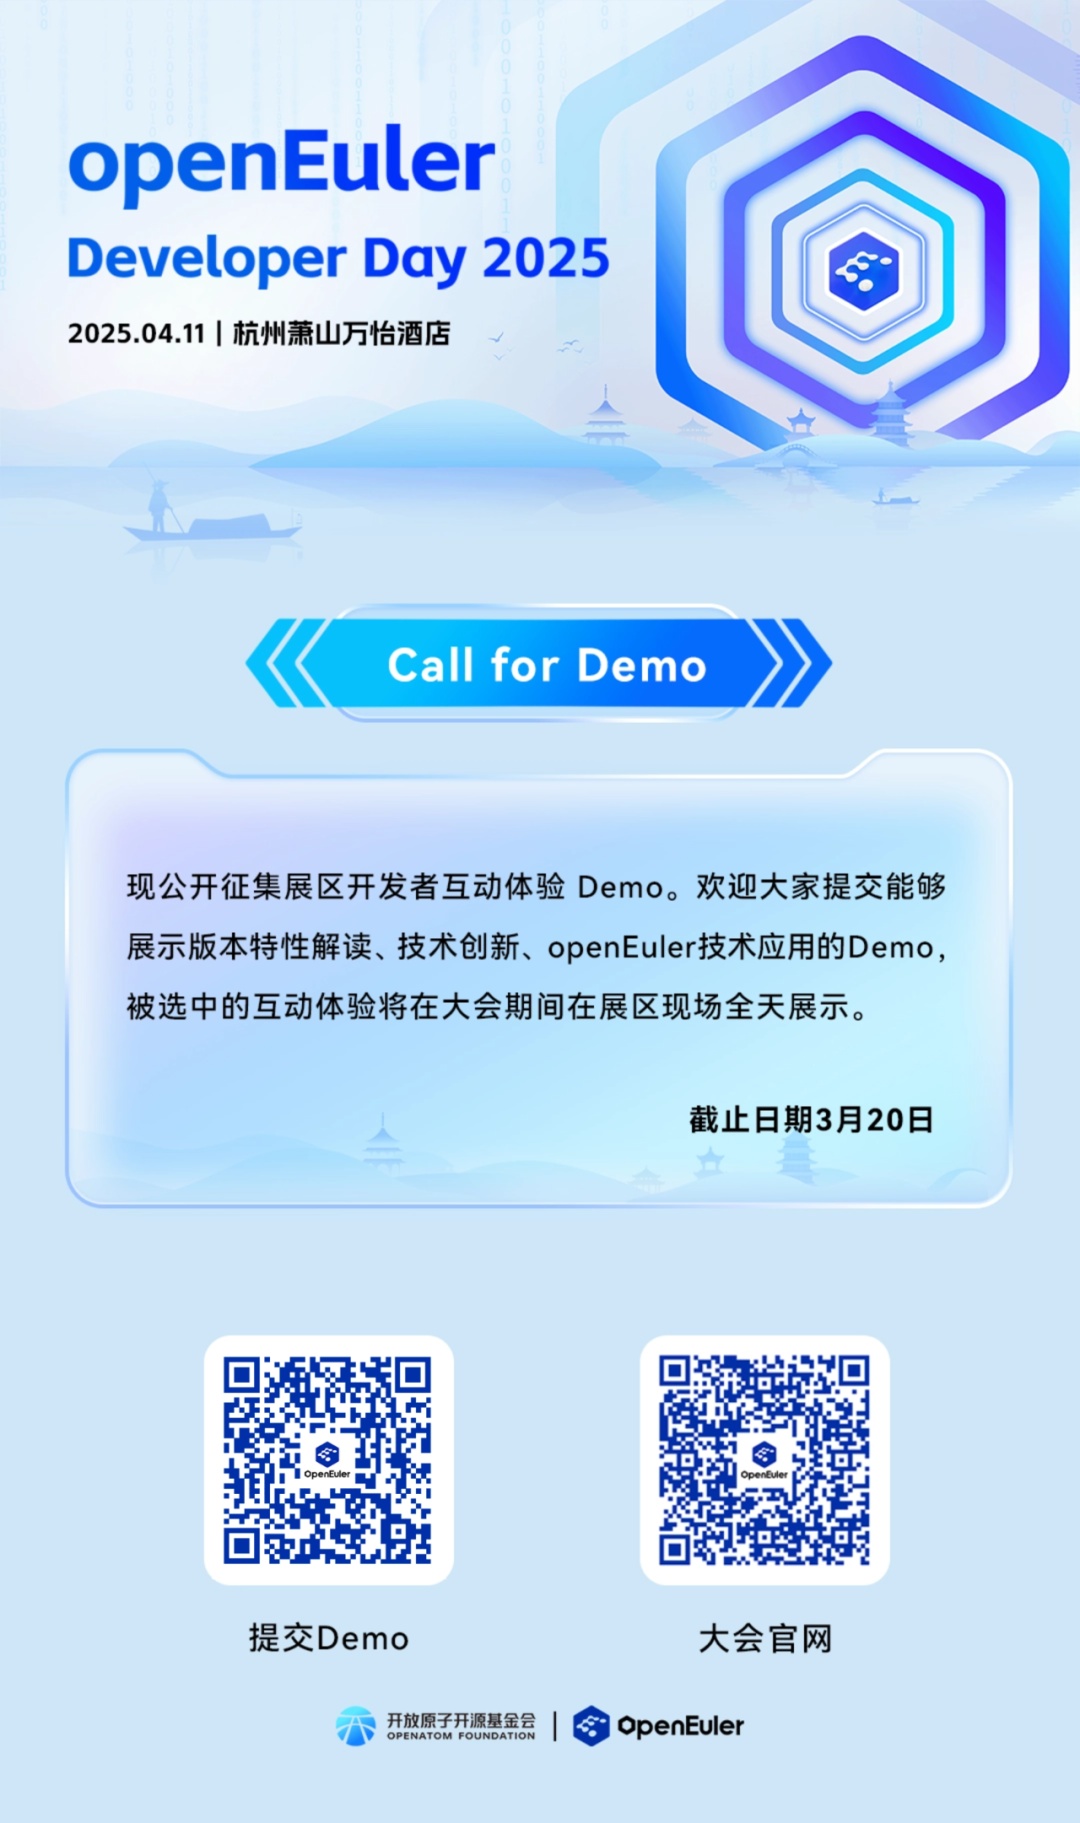 openEuler
Developer Day 2025
2025.04.11 | 杭州萧山万怡酒店
Call for Demo
现公开征集展区开发者互动体验 Demo。欢迎大家提交能够
展示版本特性解读、技术创新、openEuler技术应用的Demo，
被选中的互动体验将在大会期间在展区现场全天展示。
截止日期3月20日
OpenEuler
OpenEuler
提交Demo
大会官网
开放原子开源基金会
OPENATOM FOUNDATION
OpenEuler